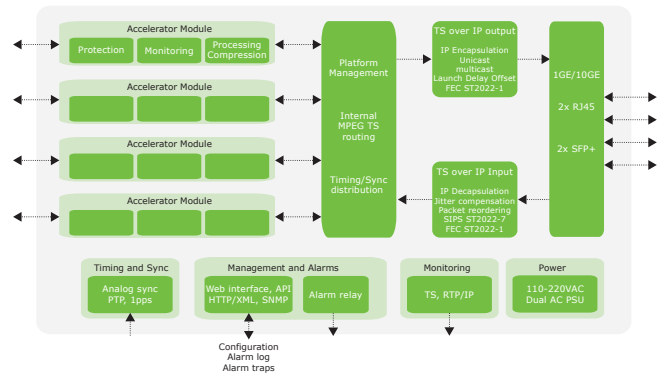 Accelerator Module
Protection
Monitoring
Processing
Compression
Accelerator Module
Accelerator Module
Accelerator Module
Platform
Management
Internal
MPEG TS
routing
Timing/Sync
distribution
TS over IP output
IP Encapsulation
Unicast
multicast
Launch Delay Offset
FEC ST2022-1
TS over IP Input
IP Decapsulation
Jitter compensation
Packet reordering
SIPS ST2022-7
FEC ST2022-1
1GE/10GE
2x RJ45
2x SFP+
Timing and Sync
Analog sync
PTP, 1pps
Management and Alarms
Web interface, API
HTTP/XML, SNMP
Alarm relay
Monitoring
TS, RTP/IP
Power
110-220VAC
Dual AC PSU
Configuration
Alarm log
Alarm traps